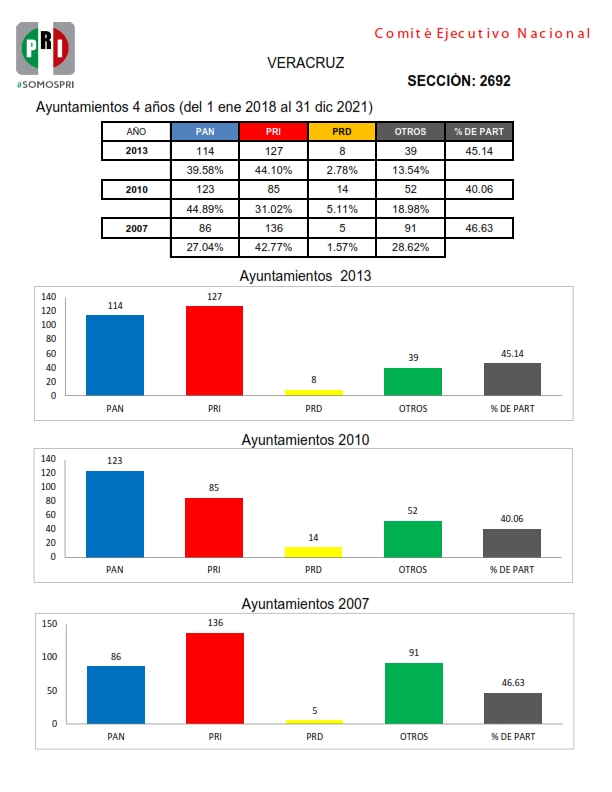 Comité Ejecutivo Nacional
PRI
#SOMOSPRI
VERACRUZ
SECCIÓN: 2692
Ayuntamientos 4 años (del 1 ene 2018 al 31 dic 2021)
AÑO PAN PRI PRD OTROS % DE PART
2013 114 127 8 39 45.14
39.58% 44.10% 2.78% 13.54%
2010 123 85 14 52 40.06
44.89% 31.02% 5.11% 18.98%
2007 86 136 5 91 46.63
27.04% 42.77% 1.57% 28.62%
Ayuntamientos 2013
140
120
100
80
60
40
20
0
114 127 8 39 45.14
PAN PRI PRD OTROS % DE PART
Ayuntamientos 2010
140
120
100
80
60
40
20
0
123 85 14 52 40.06
PAN PRI PRD OTROS % DE PART
Ayuntamientos 2007
150
100
50
0
86 136 5 91 46.63
PAN PRI PRD OTROS % DE PART